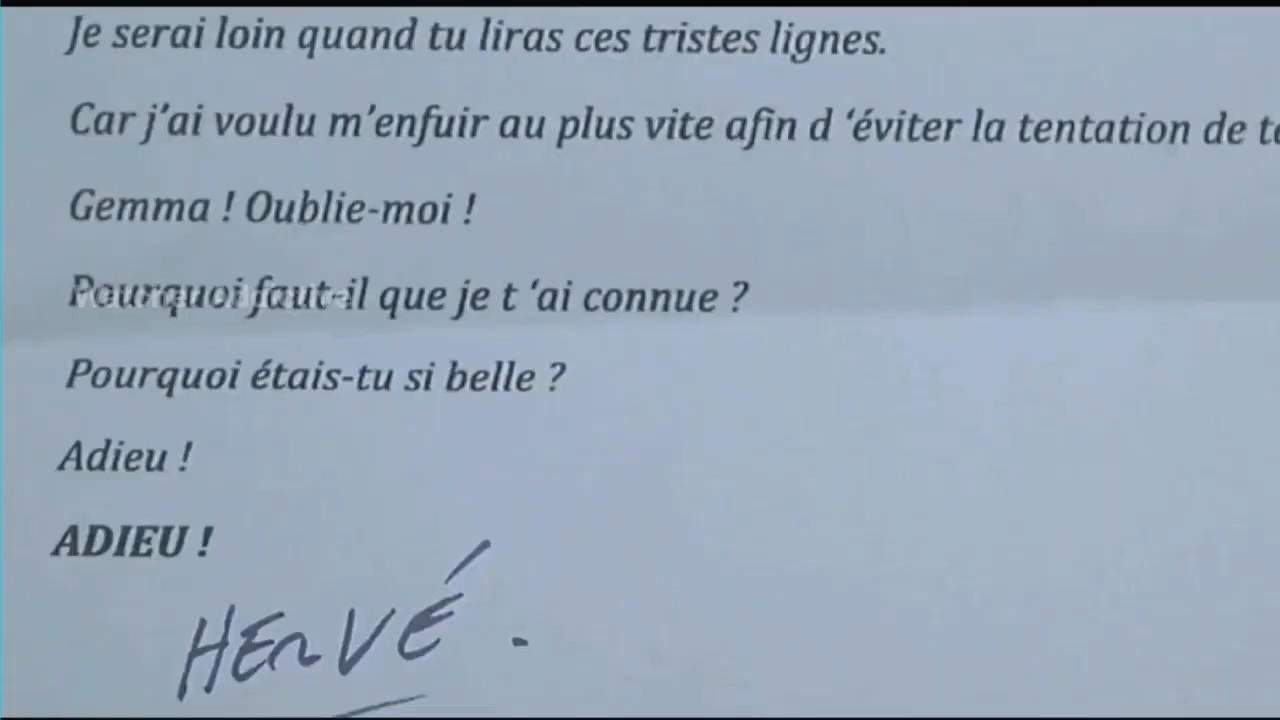 Je serai loin quand tu liras ces tristes lignes.
Car j'ai voulu m'enfuir au plus vite afin d ‘éviter la tentation de
Gemma ! Oublie-moi !
Pourquoi faut-il que je t ‘ai connue ?
Pourquoi étais-tu si belle ?
Adieu !
ADIEU !
HErVÉ.